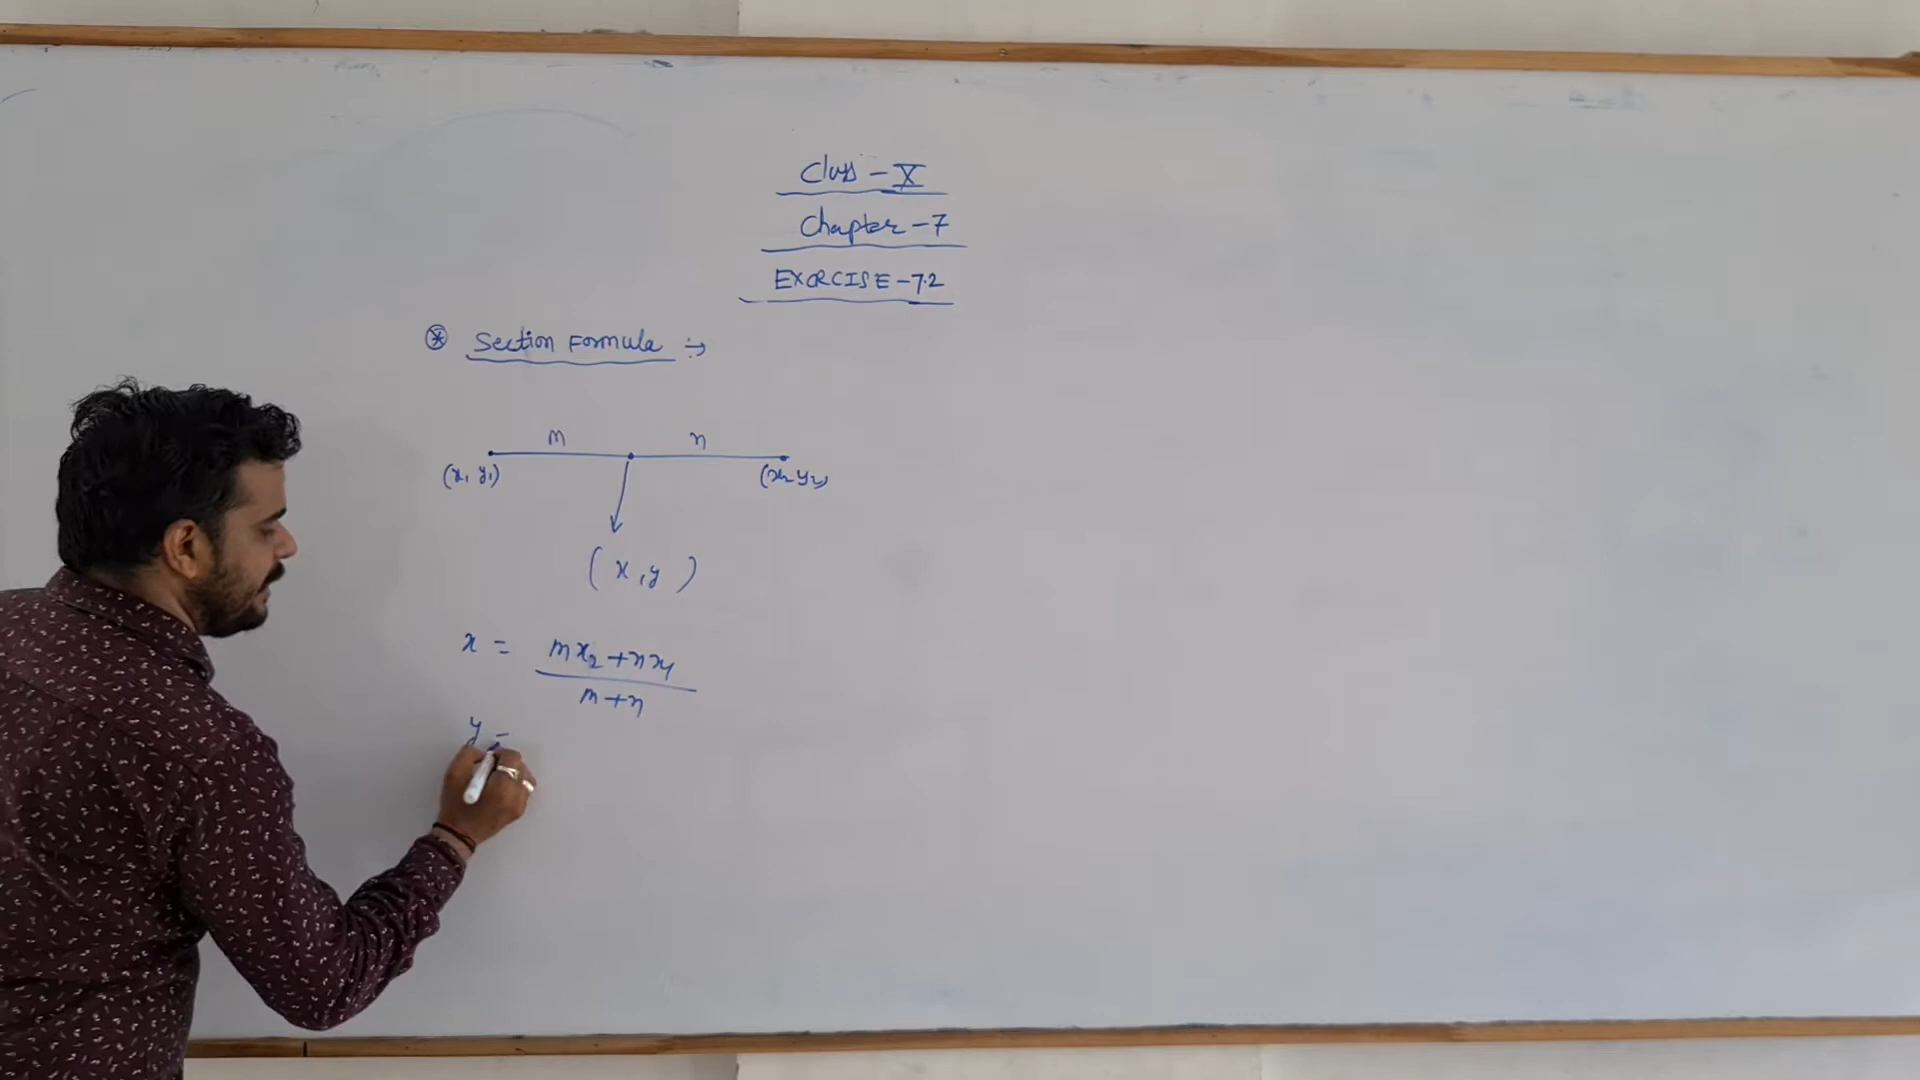 Class - X
Chapter - 7
EXERCISE - 7.2
* Section Formula :→
m n
(x₁ y₁) (x₂ y₂)
( x , y )
x = mx₂ + nx₁
m + n
y =